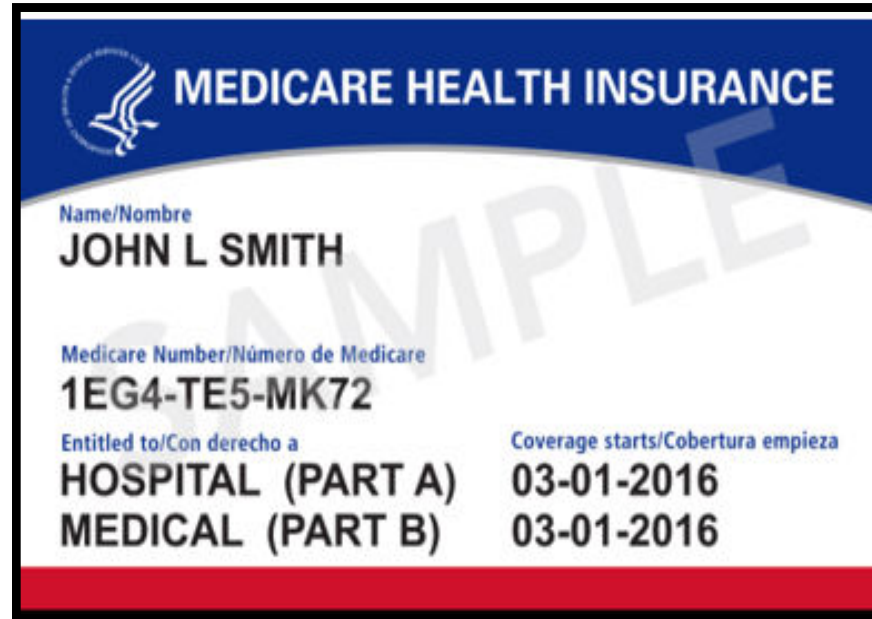 MEDICARE HEALTH INSURANCE
Name/Nombre
JOHN L SMITH
Medicare Number/Número de Medicare
1EG4-TE5-MK72
Entitled to/Con derecho a
Coverage starts/Cobertura empieza
HOSPITAL (PART A) 03-01-2016
MEDICAL (PART B) 03-01-2016
SAMPLE